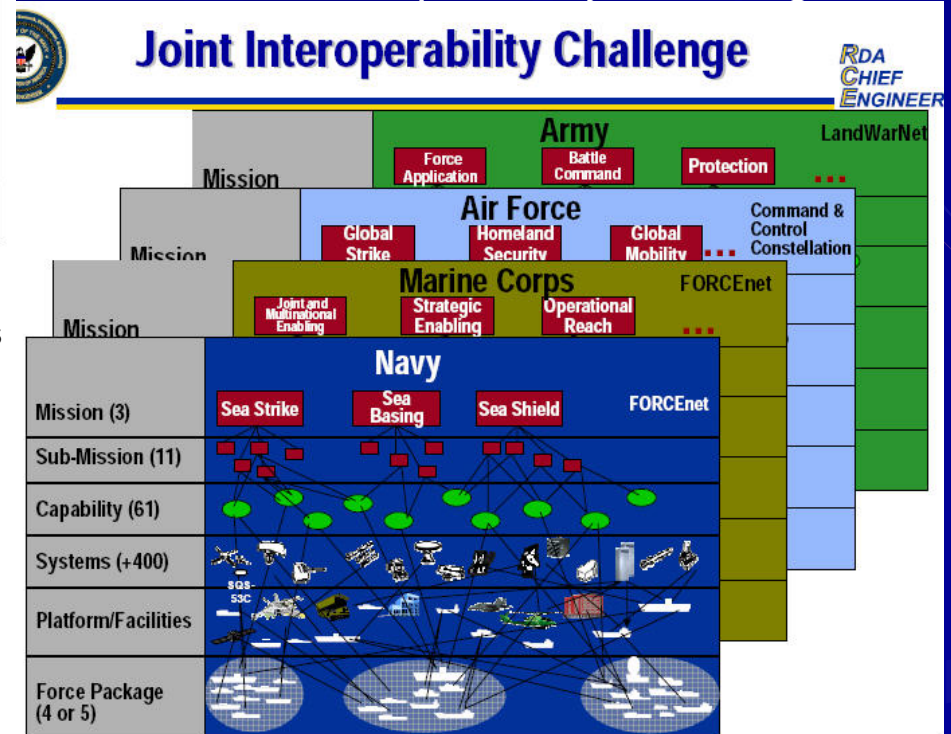 Joint Interoperability Challenge
RDA
CHIEF
ENGINEER
Army
LandWarNet
Mission
Force
Application
Battle
Command
Protection
...
Air Force
Command &
Control
Constellation
Mission
Global
Strike
Homeland
Security
Global
Mobility
...
Marine Corps
FORCEnet
Mission
Joint and
Multinational
Enabling
Strategic
Enabling
Operational
Reach
...
Navy
FORCEnet
Mission (3)
Sea Strike
Sea
Basing
Sea Shield
Sub-Mission (11)
Capability (61)
Systems (+400)
SQS-
53C
Platform/Facilities
Force Package
(4 or 5)